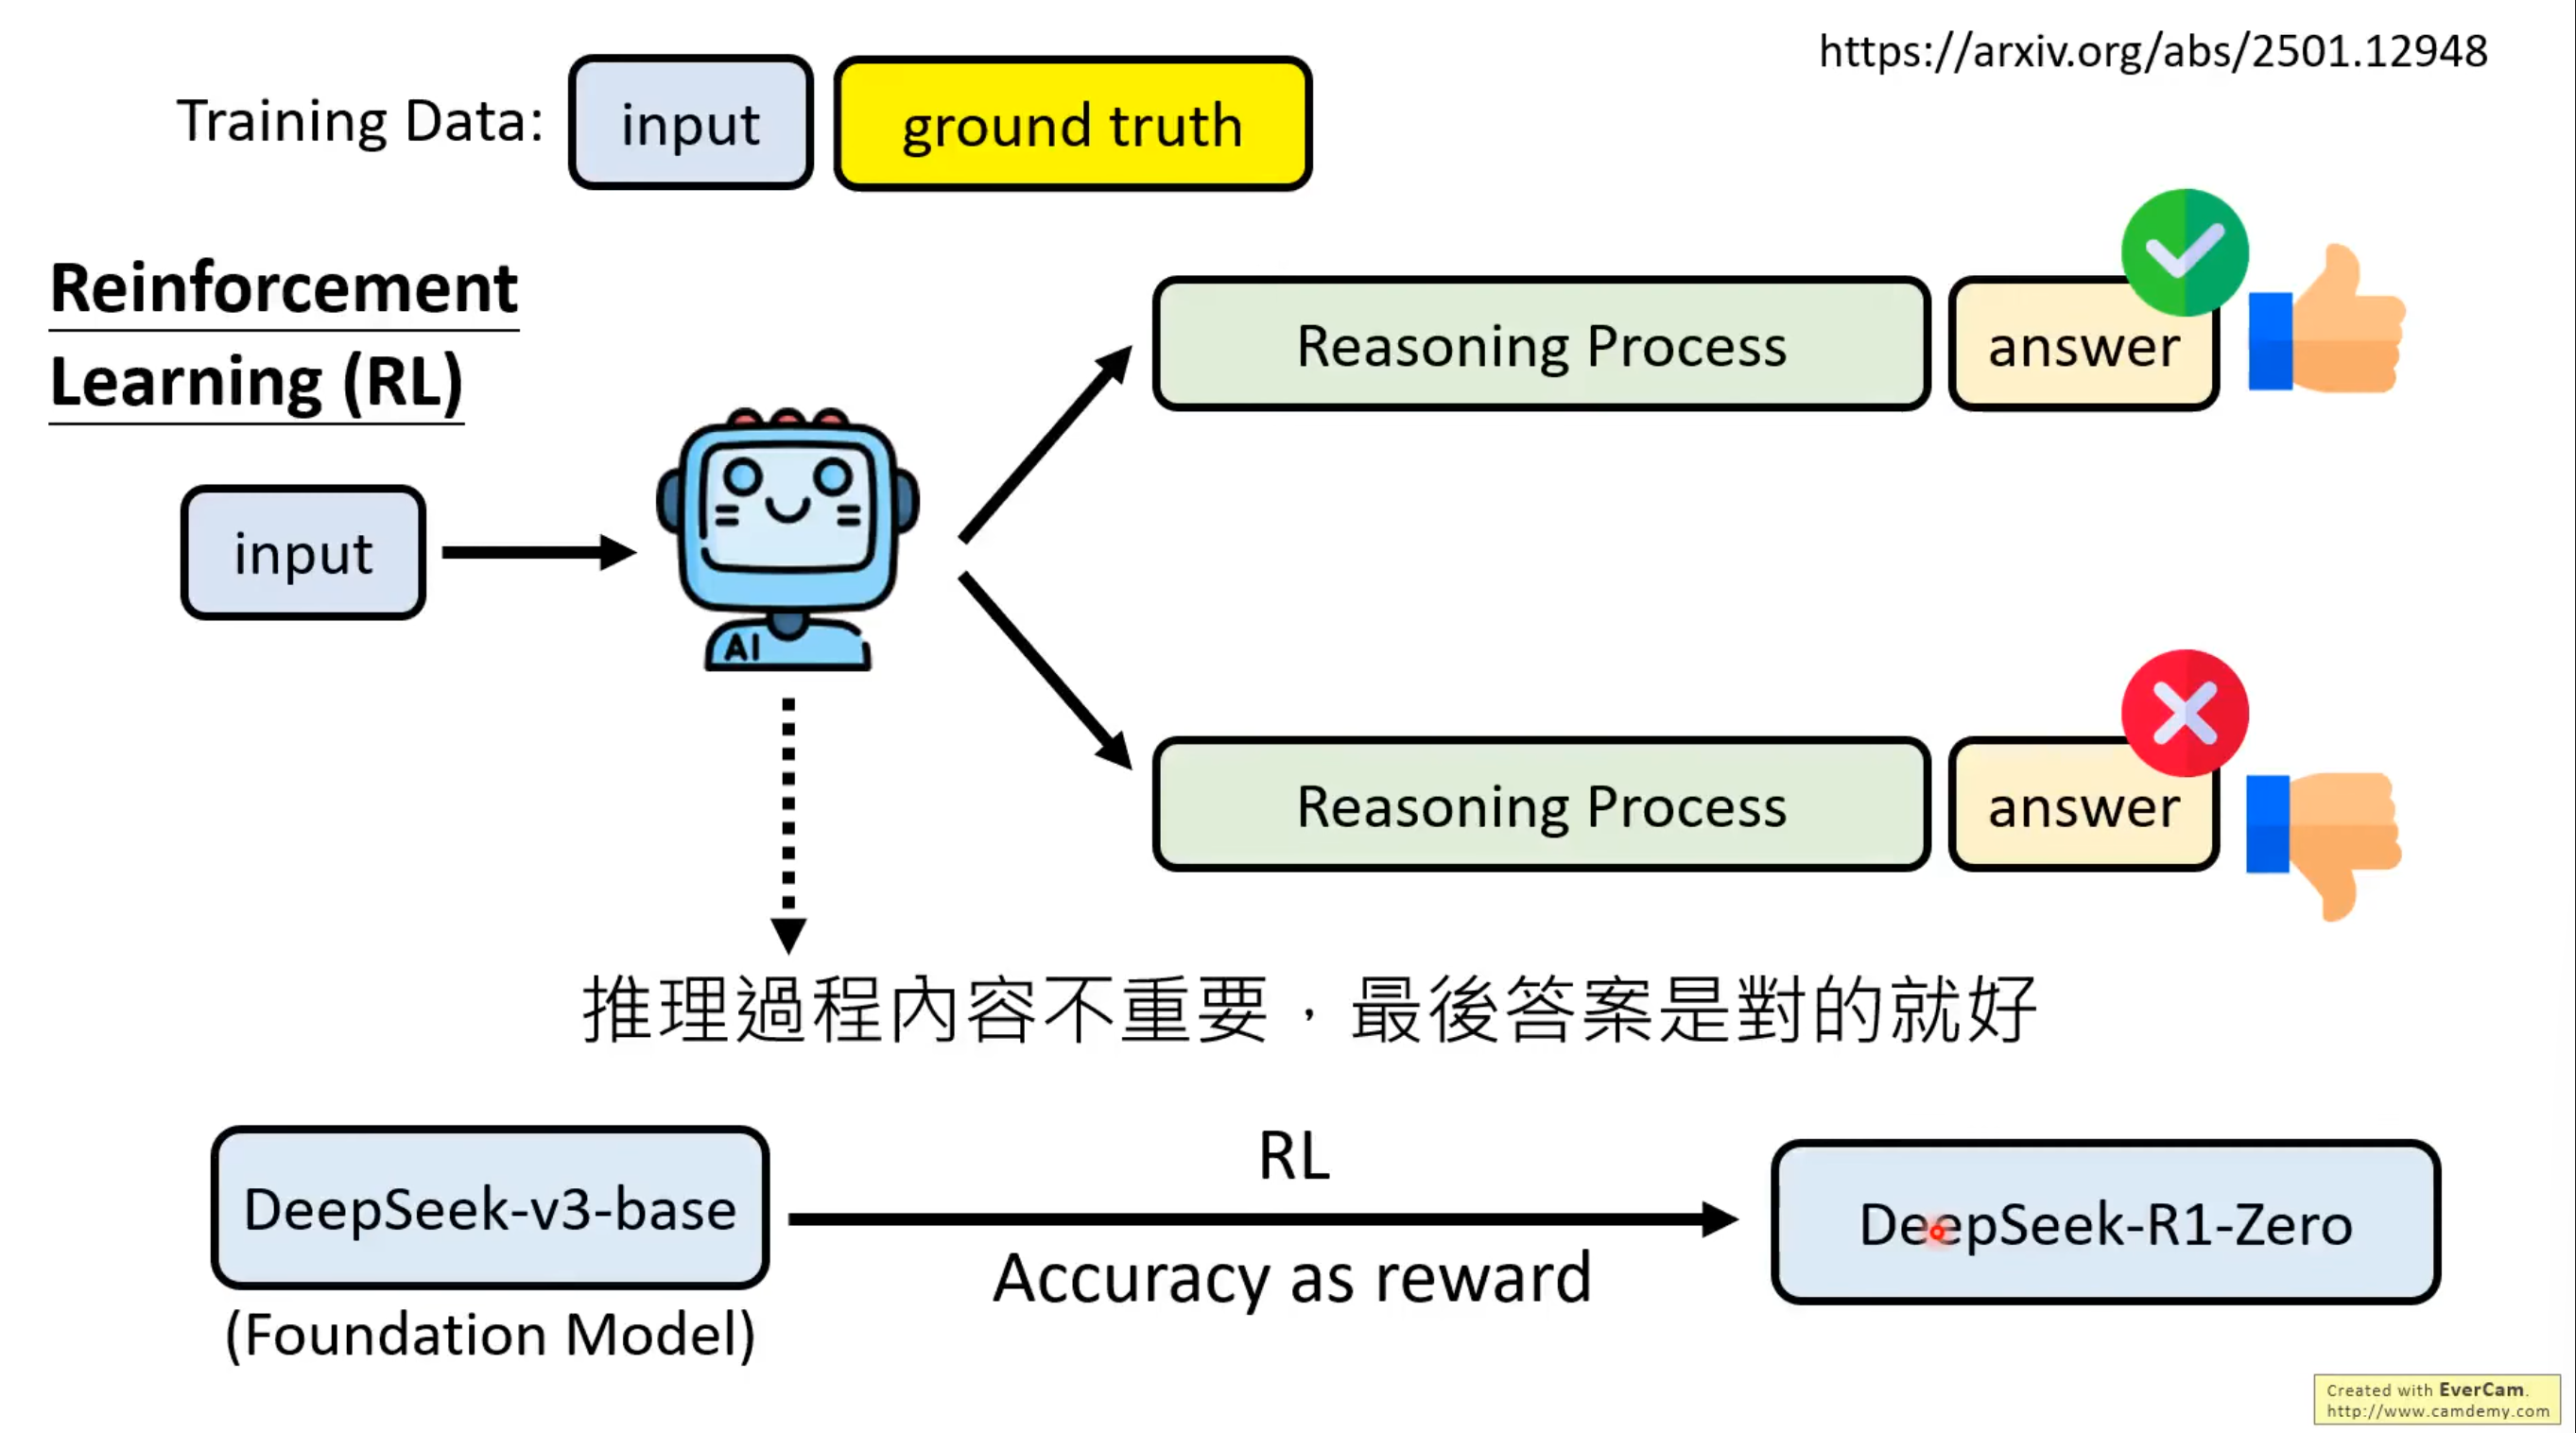 https://arxiv.org/abs/2501.12948
Training Data:
input
ground truth
Reinforcement
Learning (RL)
Reasoning Process
answer
input
AI
Reasoning Process
answer
推理過程內容不重要，最後答案是對的就好
DeepSeek-v3-base
(Foundation Model)
RL
Accuracy as reward
DeepSeek-R1-Zero
Created with EverCam.
http://www.camdemy.com